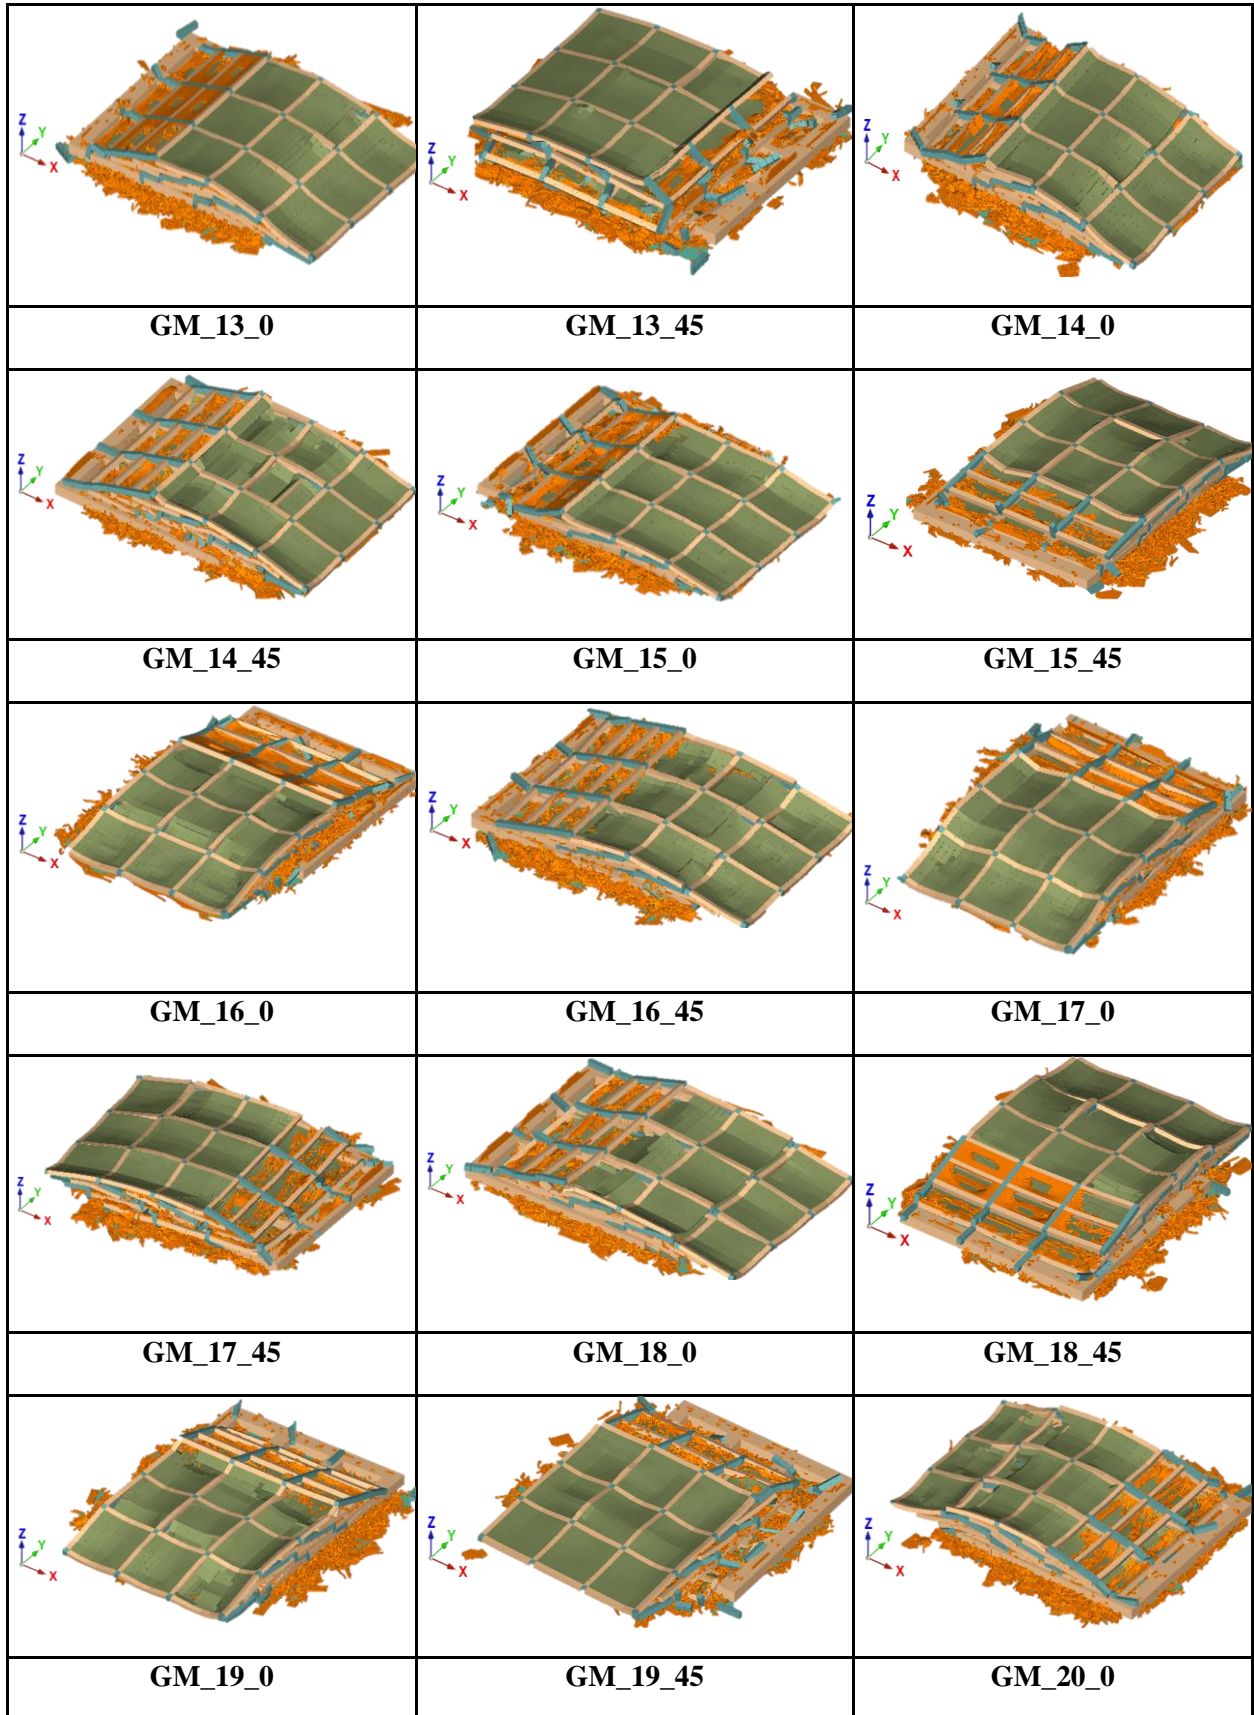 Z Y X
Z Y X
Z Y X
GM_13_0 GM_13_45 GM_14_0
Z Y X
Z Y X
Z Y X
GM_14_45 GM_15_0 GM_15_45
Z Y X
Z Y X
Z Y X
GM_16_0 GM_16_45 GM_17_0
Z Y X
Z Y X
Z Y X
GM_17_45 GM_18_0 GM_18_45
Z Y X
Z Y X
Z Y X
GM_19_0 GM_19_45 GM_20_0